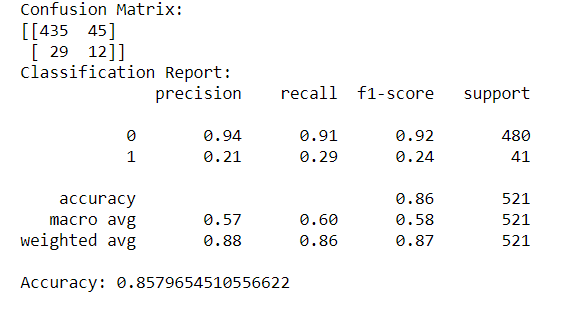 Confusion Matrix:
[[435  45]
 [ 29  12]]
Classification Report:
              precision    recall  f1-score   support

           0       0.94      0.91      0.92       480
           1       0.21      0.29      0.24        41

    accuracy                           0.86       521
   macro avg       0.57      0.60      0.58       521
weighted avg       0.88      0.86      0.87       521

Accuracy: 0.8579654510556622